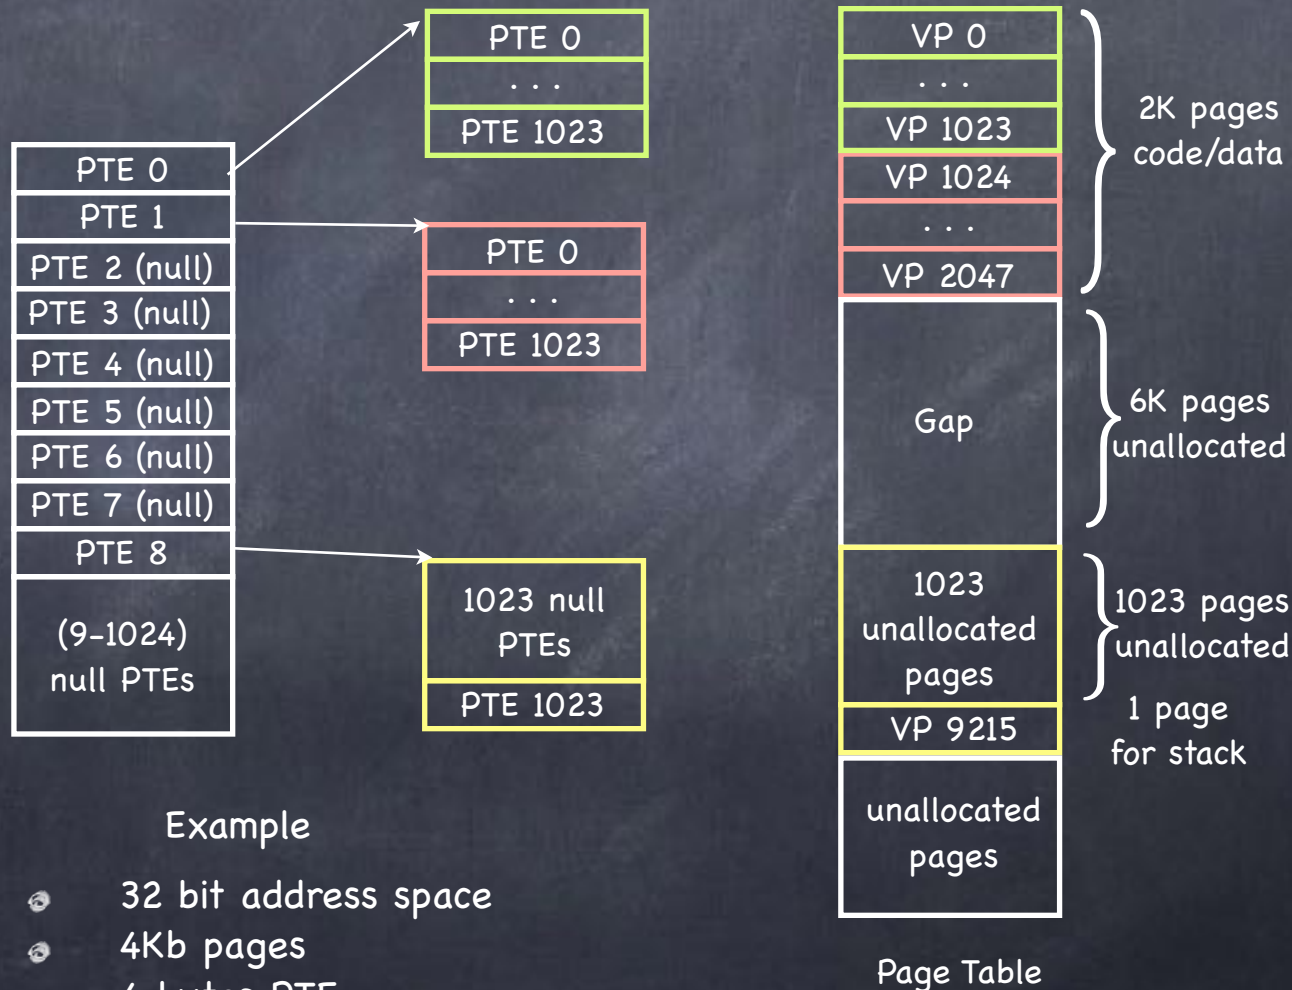 PTE 0
PTE 1
PTE 2 (null)
PTE 3 (null)
PTE 4 (null)
PTE 5 (null)
PTE 6 (null)
PTE 7 (null)
PTE 8
(9-1024)
null PTEs
PTE 0
. . .
PTE 1023
PTE 0
. . .
PTE 1023
1023 null
PTEs
PTE 1023
VP 0
. . .
VP 1023
VP 1024
. . .
VP 2047
Gap
1023
unallocated
pages
VP 9215
unallocated
pages
2K pages
code/data
6K pages
unallocated
1023 pages
unallocated
1 page
for stack
Example
32 bit address space
4Kb pages
PTE
Page Table